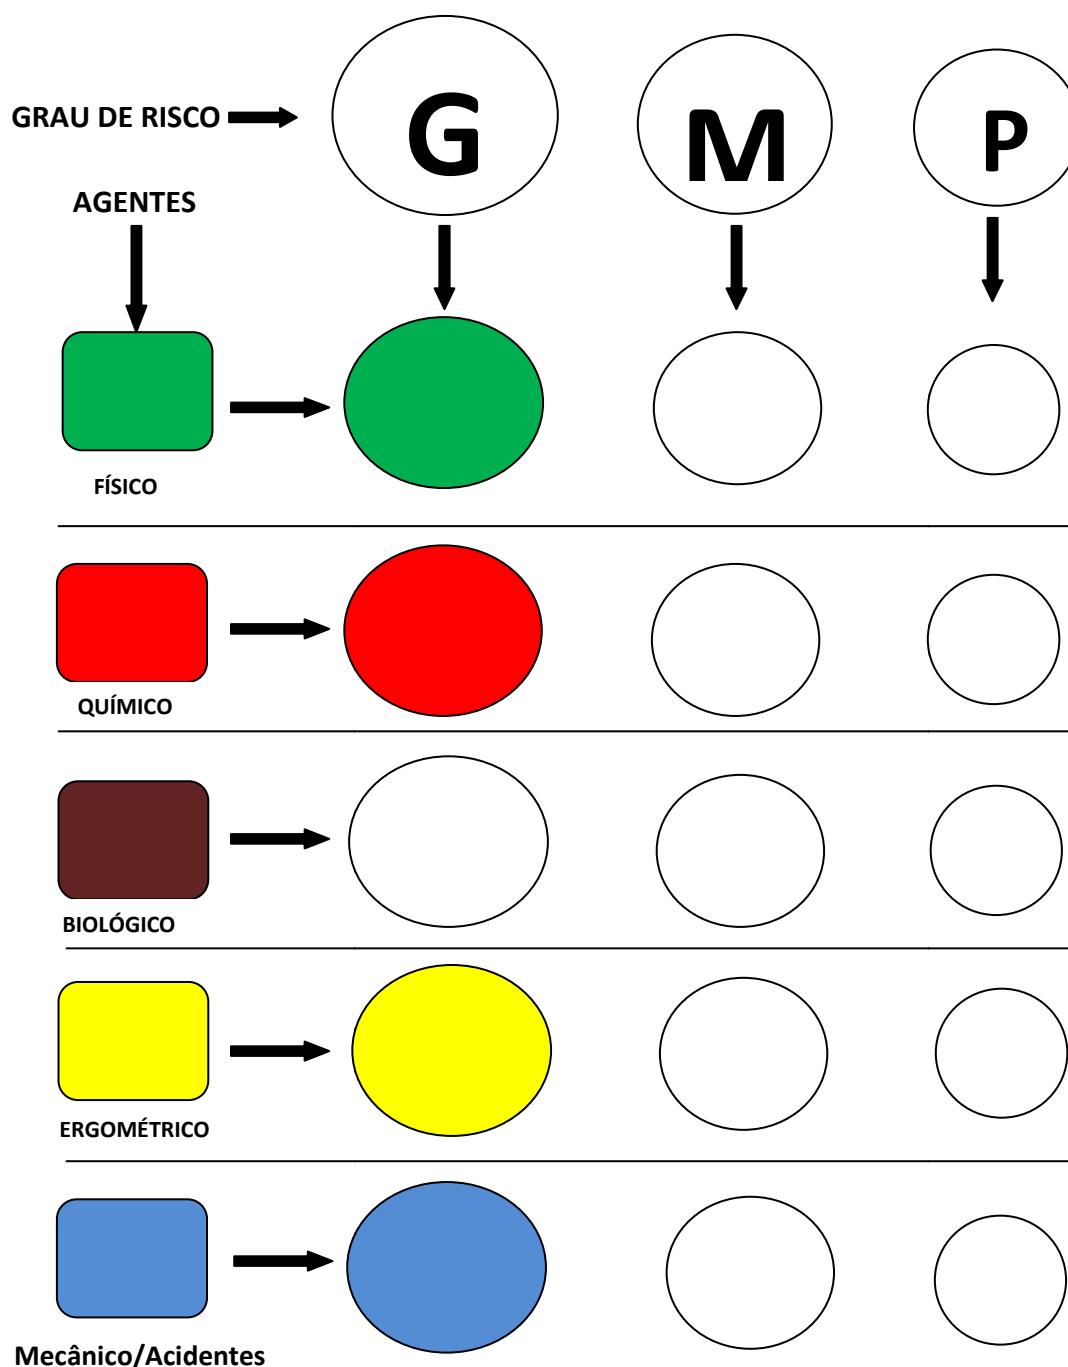 GRAU DE RISCO
G
M
P
AGENTES
FÍSICO
QUÍMICO
BIOLÓGICO
ERGOMÉTRICO
Mecânico/Acidentes